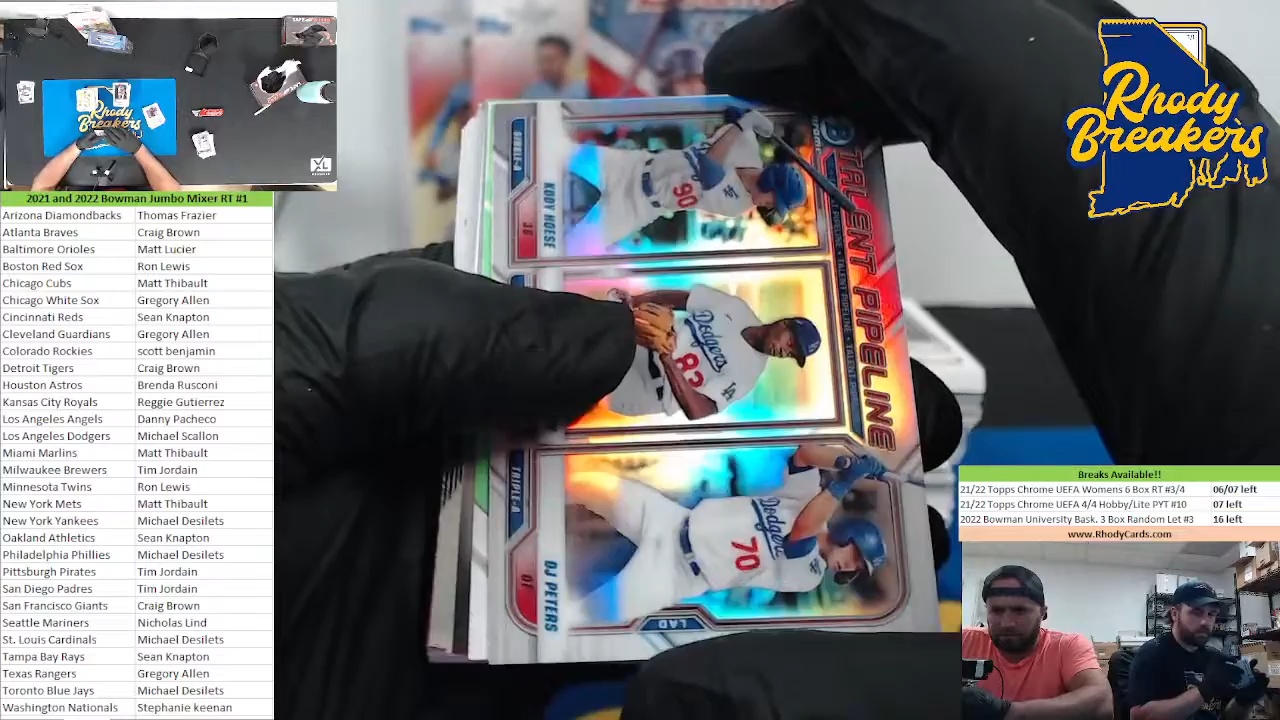 2021 and 2022 Bowman Jumbo Mixer RT #1
Arizona Diamondbacks Thomas Frazier
Atlanta Braves Craig Brown
Baltimore Orioles Matt Lucier
Boston Red Sox Ron Lewis
Chicago Cubs Matt Thibault
Chicago White Sox Gregory Allen
Cincinnati Reds Sean Knapton
Cleveland Guardians Gregory Allen
Colorado Rockies scott benjamin
Detroit Tigers Craig Brown
Houston Astros Brenda Rusconi
Kansas City Royals Reggie Gutierrez
Los Angeles Angels Danny Pacheco
Los Angeles Dodgers Michael Scallon
Miami Marlins Matt Thibault
Milwaukee Brewers Tim Jordain
Minnesota Twins Ron Lewis
New York Mets Matt Thibault
New York Yankees Michael Desilets
Oakland Athletics Sean Knapton
Philadelphia Phillies Michael Desilets
Pittsburgh Pirates Tim Jordain
San Diego Padres Tim Jordain
San Francisco Giants Craig Brown
Seattle Mariners Nicholas Lind
St. Louis Cardinals Michael Desilets
Tampa Bay Rays Sean Knapton
Texas Rangers Gregory Allen
Toronto Blue Jays Michael Desilets
Washington Nationals Stephanie keenan
Rhody
Breakers
TALENT PIPELINE
KODY HOESE
90
Dodgers
83
TRIPLE-A
OF
DJ PETERS
Dodgers
70
LAD
Rhody
Breakers
1/1
Breaks Available!!
21/22 Topps Chrome UEFA Womens 6 Box RT #3/4 06/07 left
21/22 Topps Chrome UEFA 4/4 Hobby/Lite PYT #10 07 left
2022 Bowman University Bask. 3 Box Random Let #3 16 left
www.RhodyCards.com